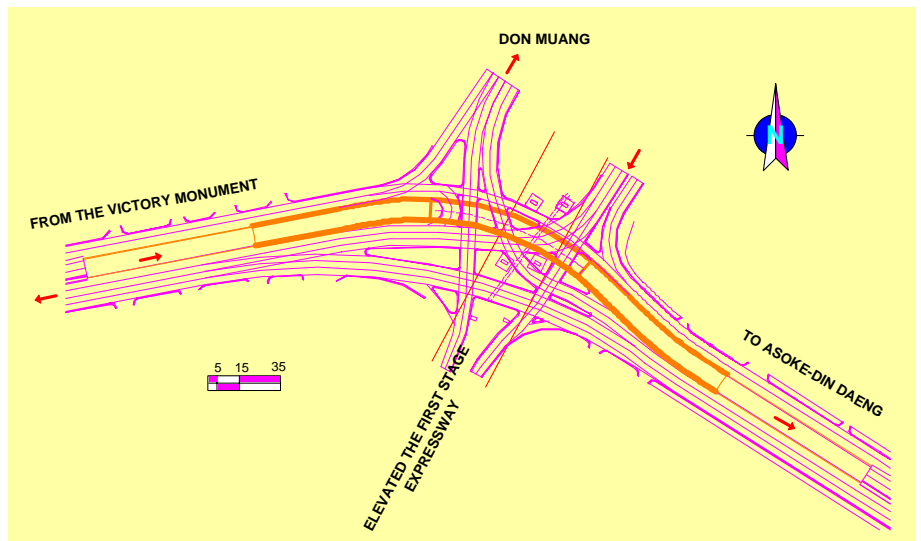 DON MUANG
N
FROM THE VICTORY MONUMENT
TO ASOKE-DIN DAENG
5 15 35
ELEVATED THE FIRST STAGE
EXPRESSWAY